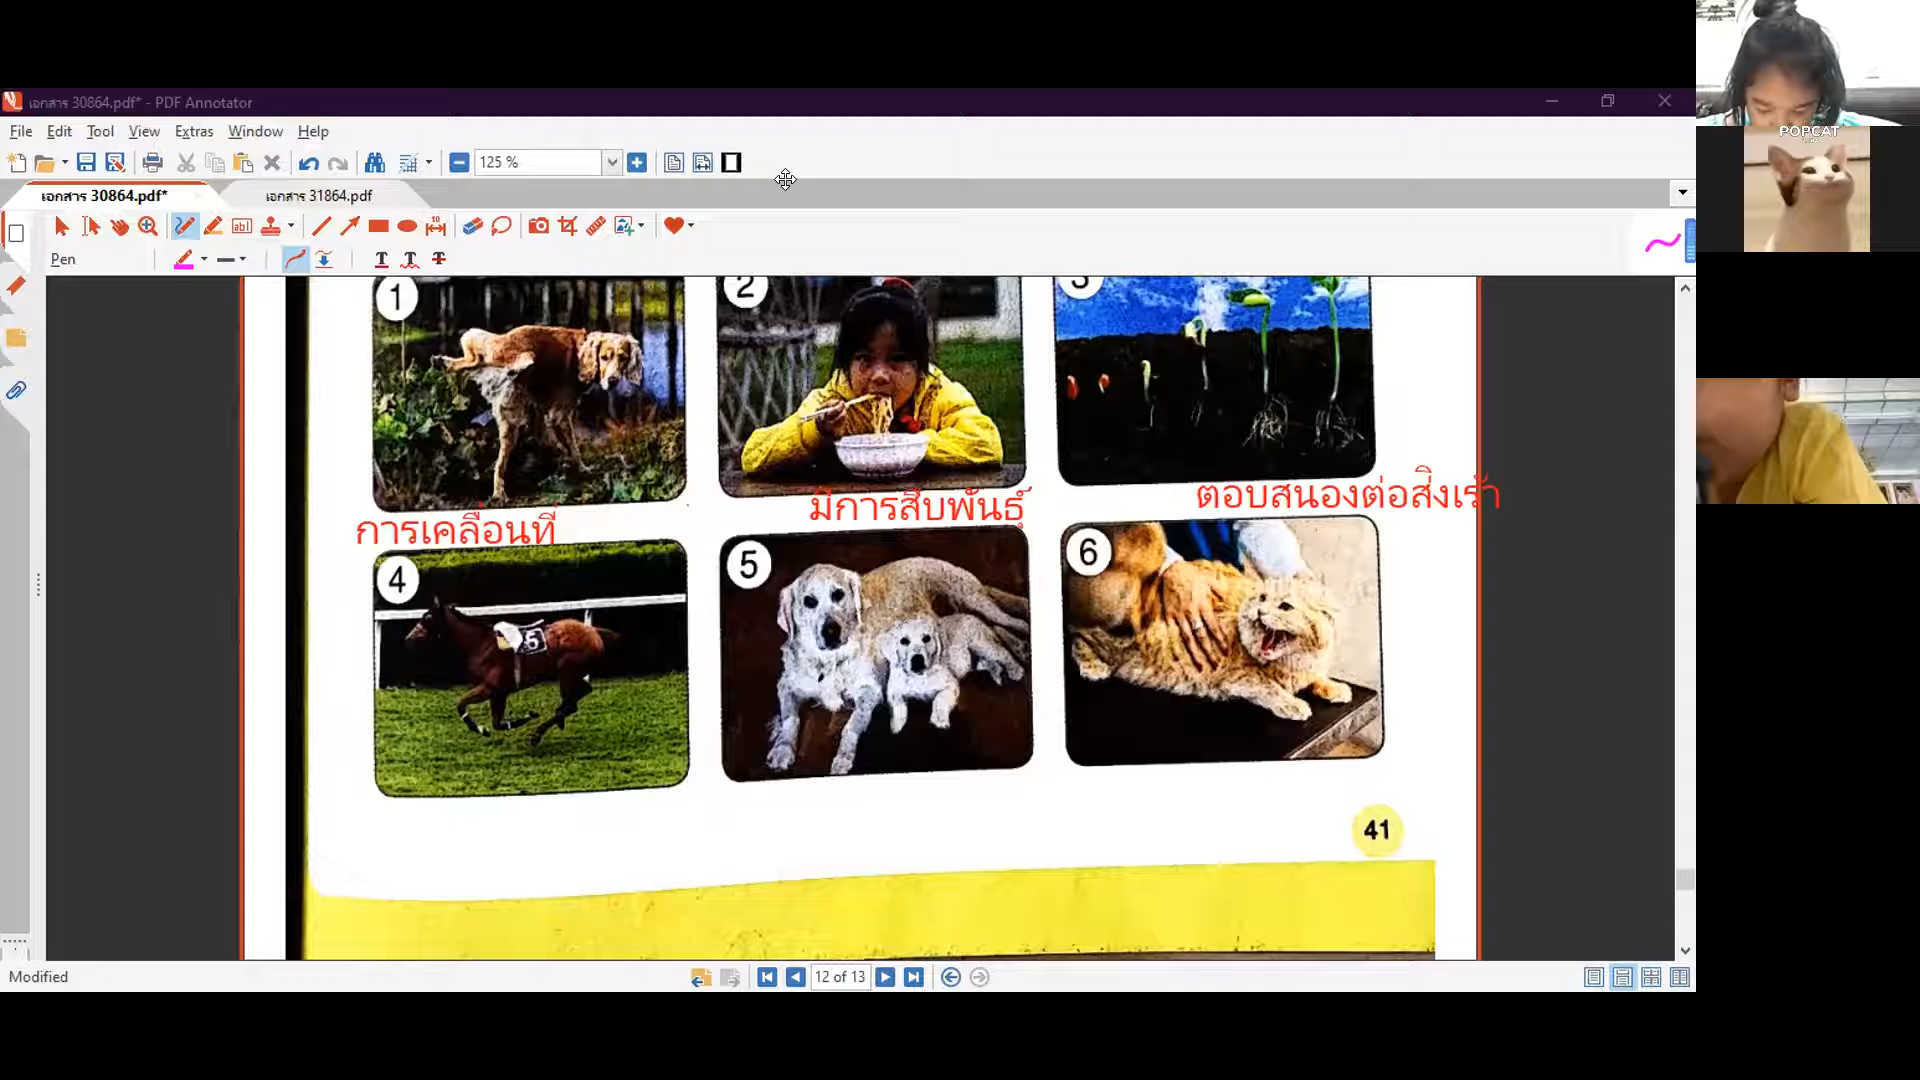 เอกสาร 30864.pdf* - PDF Annotator
File Edit Tool View Extras Window Help
125 %
เอกสาร 30864.pdf* เอกสาร 31864.pdf
Pen
POPCAT
1 2 3
การเคลื่อนที่ มีการสืบพันธุ์ ตอบสนองต่อสิ่งเร้า
4 5 6
5
41
Modified 12 of 13